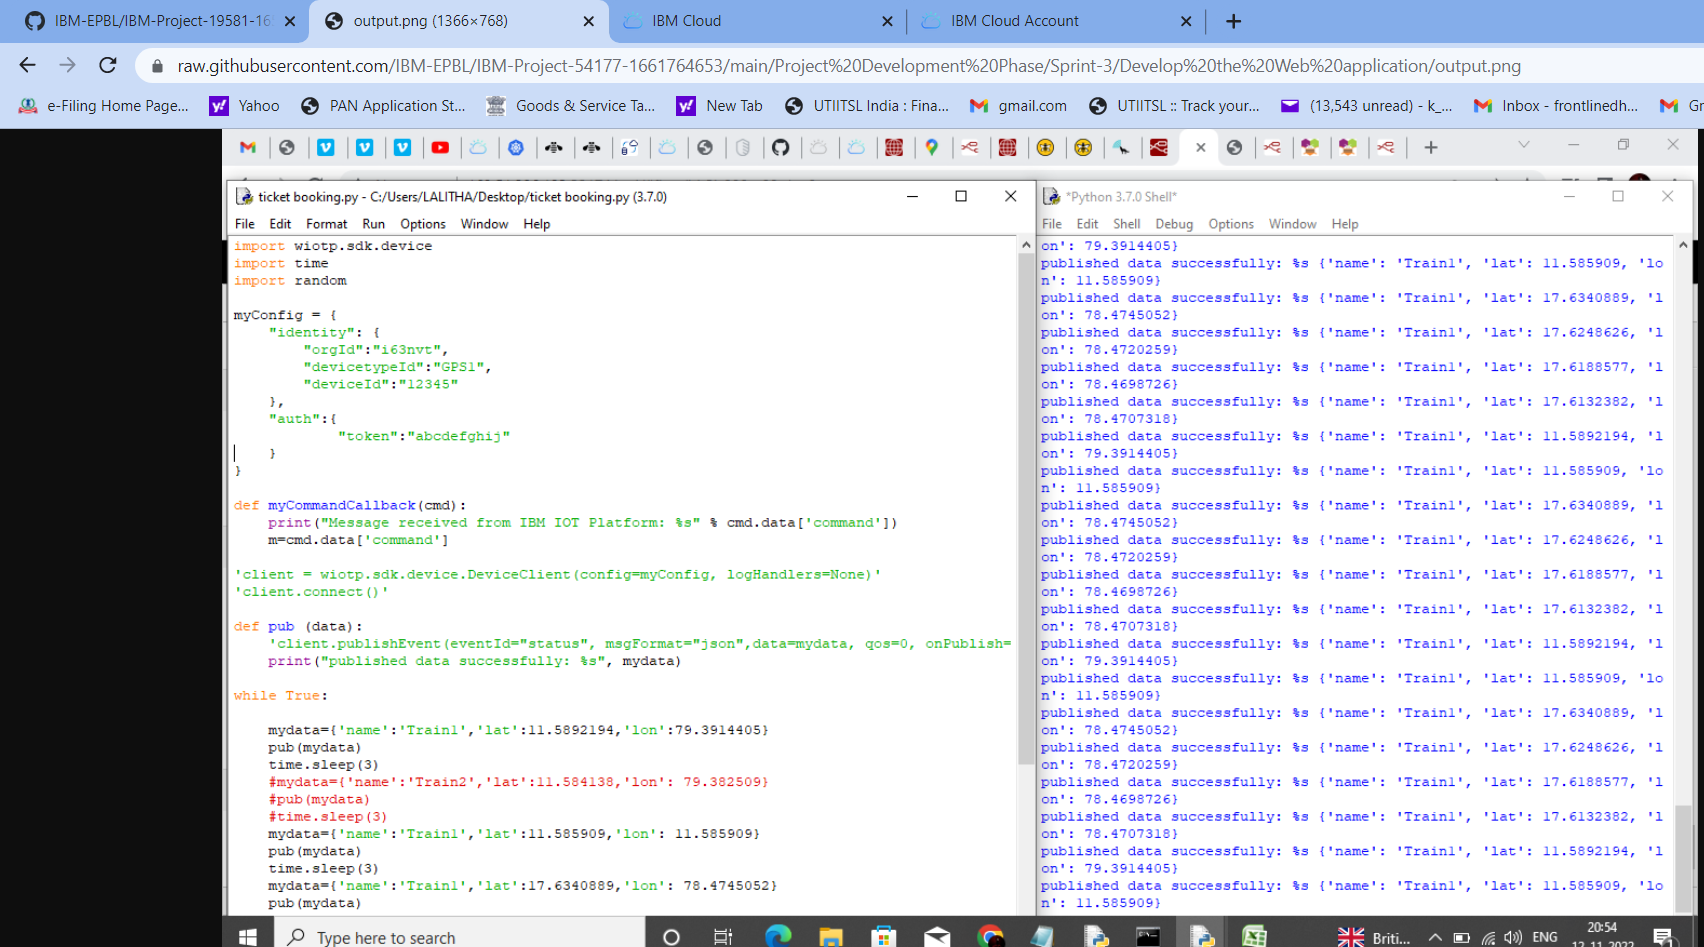 IBM-EPBL/IBM-Project-19581-16
output.png (1366×768)
IBM Cloud
IBM Cloud Account
raw.githubusercontent.com/IBM-EPBL/IBM-Project-54177-1661764653/main/Project%20Development%20Phase/Sprint-3/Develop%20the%20Web%20application/output.png
e-Filing Home Page...
Yahoo
PAN Application St...
Goods & Service Ta...
New Tab
UTIITSL India : Fina...
gmail.com
UTIITSL :: Track your...
(13,543 unread) - k_...
Inbox - frontlinedh...
ticket booking.py - C:/Users/LALITHA/Desktop/ticket booking.py (3.7.0)
File Edit Format Run Options Window Help
import wiotp.sdk.device
import time
import random
myConfig = {
"identity": {
"orgId":"i63nvt",
"devicetypeId":"GPS1",
"deviceId":"12345"
},
"auth":{
"token":"abcdefghij"
}
}
def myCommandCallback(cmd):
print("Message received from IBM IOT Platform: %s" % cmd.data['command'])
m=cmd.data['command']
'client = wiotp.sdk.device.DeviceClient(config=myConfig, logHandlers=None)'
'client.connect()'
def pub (data):
'client.publishEvent(eventId="status", msgFormat="json",data=mydata, qos=0, onPublish=
print("published data successfully: %s", mydata)
while True:
mydata={'name':'Train1','lat':11.5892194,'lon':79.3914405}
pub(mydata)
time.sleep(3)
#mydata={'name':'Train2','lat':11.584138,'lon': 79.382509}
#pub(mydata)
#time.sleep(3)
mydata={'name':'Train1','lat':11.585909,'lon': 11.585909}
pub(mydata)
time.sleep(3)
mydata={'name':'Train1','lat':17.6340889,'lon': 78.4745052}
pub(mydata)
*Python 3.7.0 Shell*
File Edit Shell Debug Options Window Help
on': 79.3914405}
published data successfully: %s {'name': 'Train1', 'lat': 11.585909, 'lo
n': 11.585909}
published data successfully: %s {'name': 'Train1', 'lat': 17.6340889, 'l
on': 78.4745052}
published data successfully: %s {'name': 'Train1', 'lat': 17.6248626, 'l
on': 78.4720259}
published data successfully: %s {'name': 'Train1', 'lat': 17.6188577, 'l
on': 78.4698726}
published data successfully: %s {'name': 'Train1', 'lat': 17.6132382, 'l
on': 78.4707318}
published data successfully: %s {'name': 'Train1', 'lat': 11.5892194, 'l
on': 79.3914405}
published data successfully: %s {'name': 'Train1', 'lat': 11.585909, 'lo
n': 11.585909}
published data successfully: %s {'name': 'Train1', 'lat': 17.6340889, 'l
on': 78.4745052}
published data successfully: %s {'name': 'Train1', 'lat': 17.6248626, 'l
on': 78.4720259}
published data successfully: %s {'name': 'Train1', 'lat': 17.6188577, 'l
on': 78.4698726}
published data successfully: %s {'name': 'Train1', 'lat': 17.6132382, 'l
on': 78.4707318}
published data successfully: %s {'name': 'Train1', 'lat': 11.5892194, 'l
on': 79.3914405}
published data successfully: %s {'name': 'Train1', 'lat': 11.585909, 'lo
n': 11.585909}
published data successfully: %s {'name': 'Train1', 'lat': 17.6340889, 'l
on': 78.4745052}
published data successfully: %s {'name': 'Train1', 'lat': 17.6248626, 'l
on': 78.4720259}
published data successfully: %s {'name': 'Train1', 'lat': 17.6188577, 'l
on': 78.4698726}
published data successfully: %s {'name': 'Train1', 'lat': 17.6132382, 'l
on': 78.4707318}
published data successfully: %s {'name': 'Train1', 'lat': 11.5892194, 'l
on': 79.3914405}
published data successfully: %s {'name': 'Train1', 'lat': 11.585909, 'lo
n': 11.585909}
Type here to search
Briti...
ENG
20:54
12-11-2022